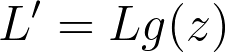 L' = Lg(z)